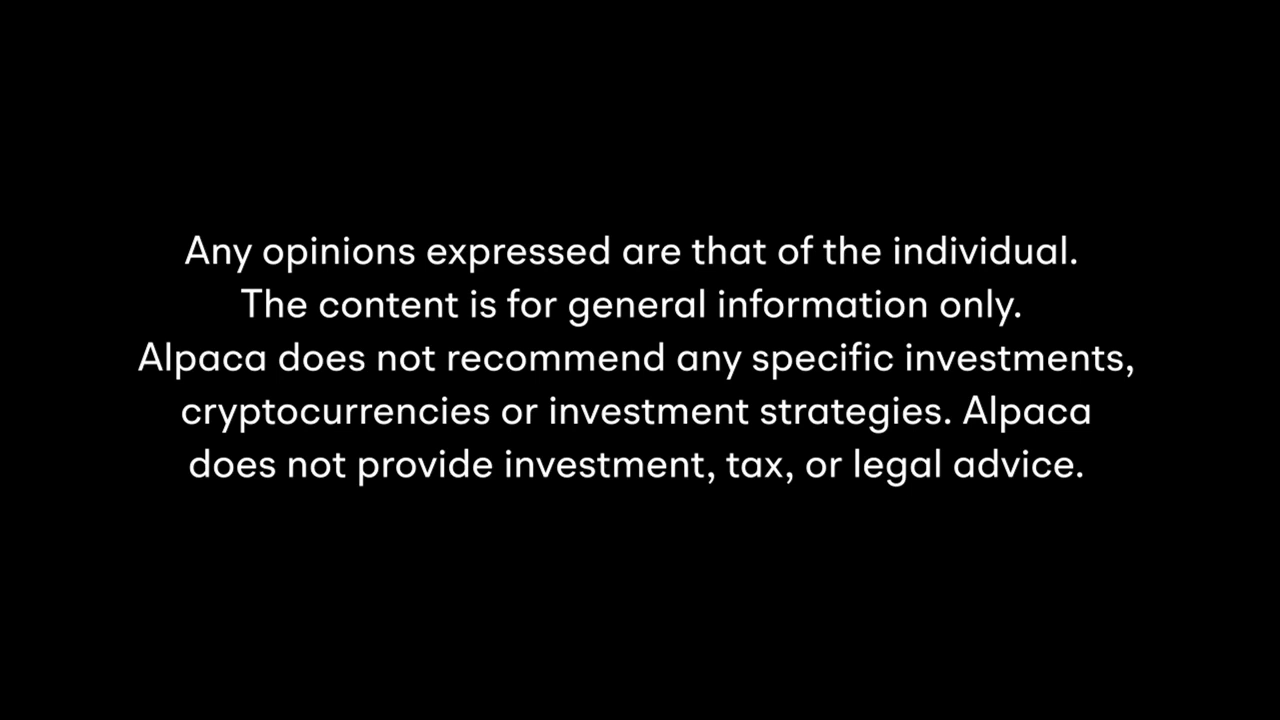 Any opinions expressed are that of the individual.
The content is for general information only.
Alpaca does not recommend any specific investments,
cryptocurrencies or investment strategies. Alpaca
does not provide investment, tax, or legal advice.